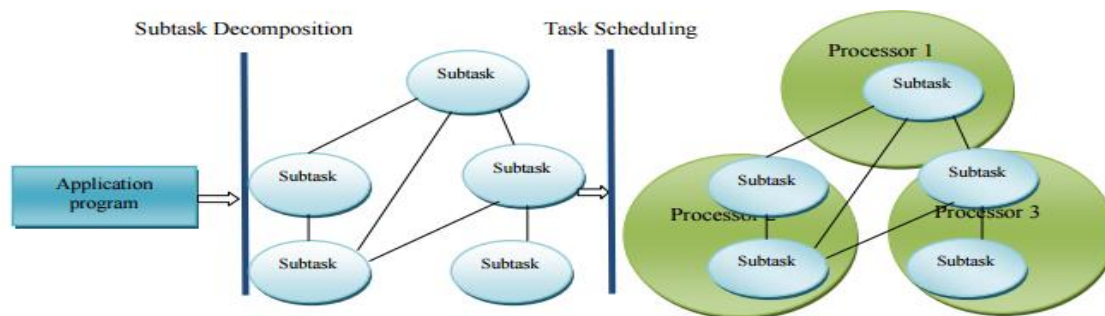 Subtask Decomposition
Task Scheduling
Application
program
Subtask
Subtask
Subtask
Subtask
Subtask
Processor 1
Subtask
Subtask
Subtask
Processor
Subtask
Processor 3
Subtask